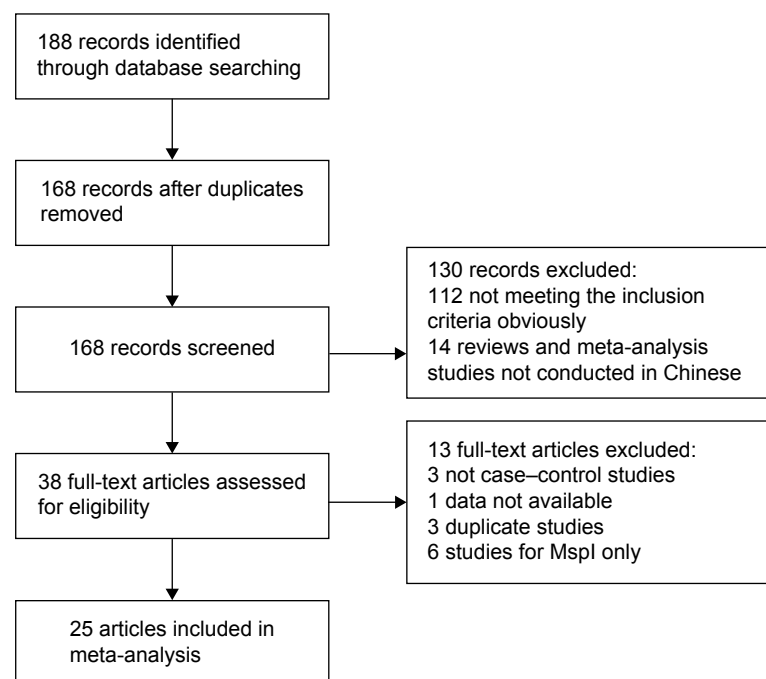 188 records identified
through database searching
168 records after duplicates
removed
168 records screened
130 records excluded:
112 not meeting the inclusion
criteria obviously
14 reviews and meta-analysis
studies not conducted in Chinese
38 full-text articles assessed
for eligibility
13 full-text articles excluded:
3 not case–control studies
1 data not available
3 duplicate studies
6 studies for MspI only
25 articles included in
meta-analysis